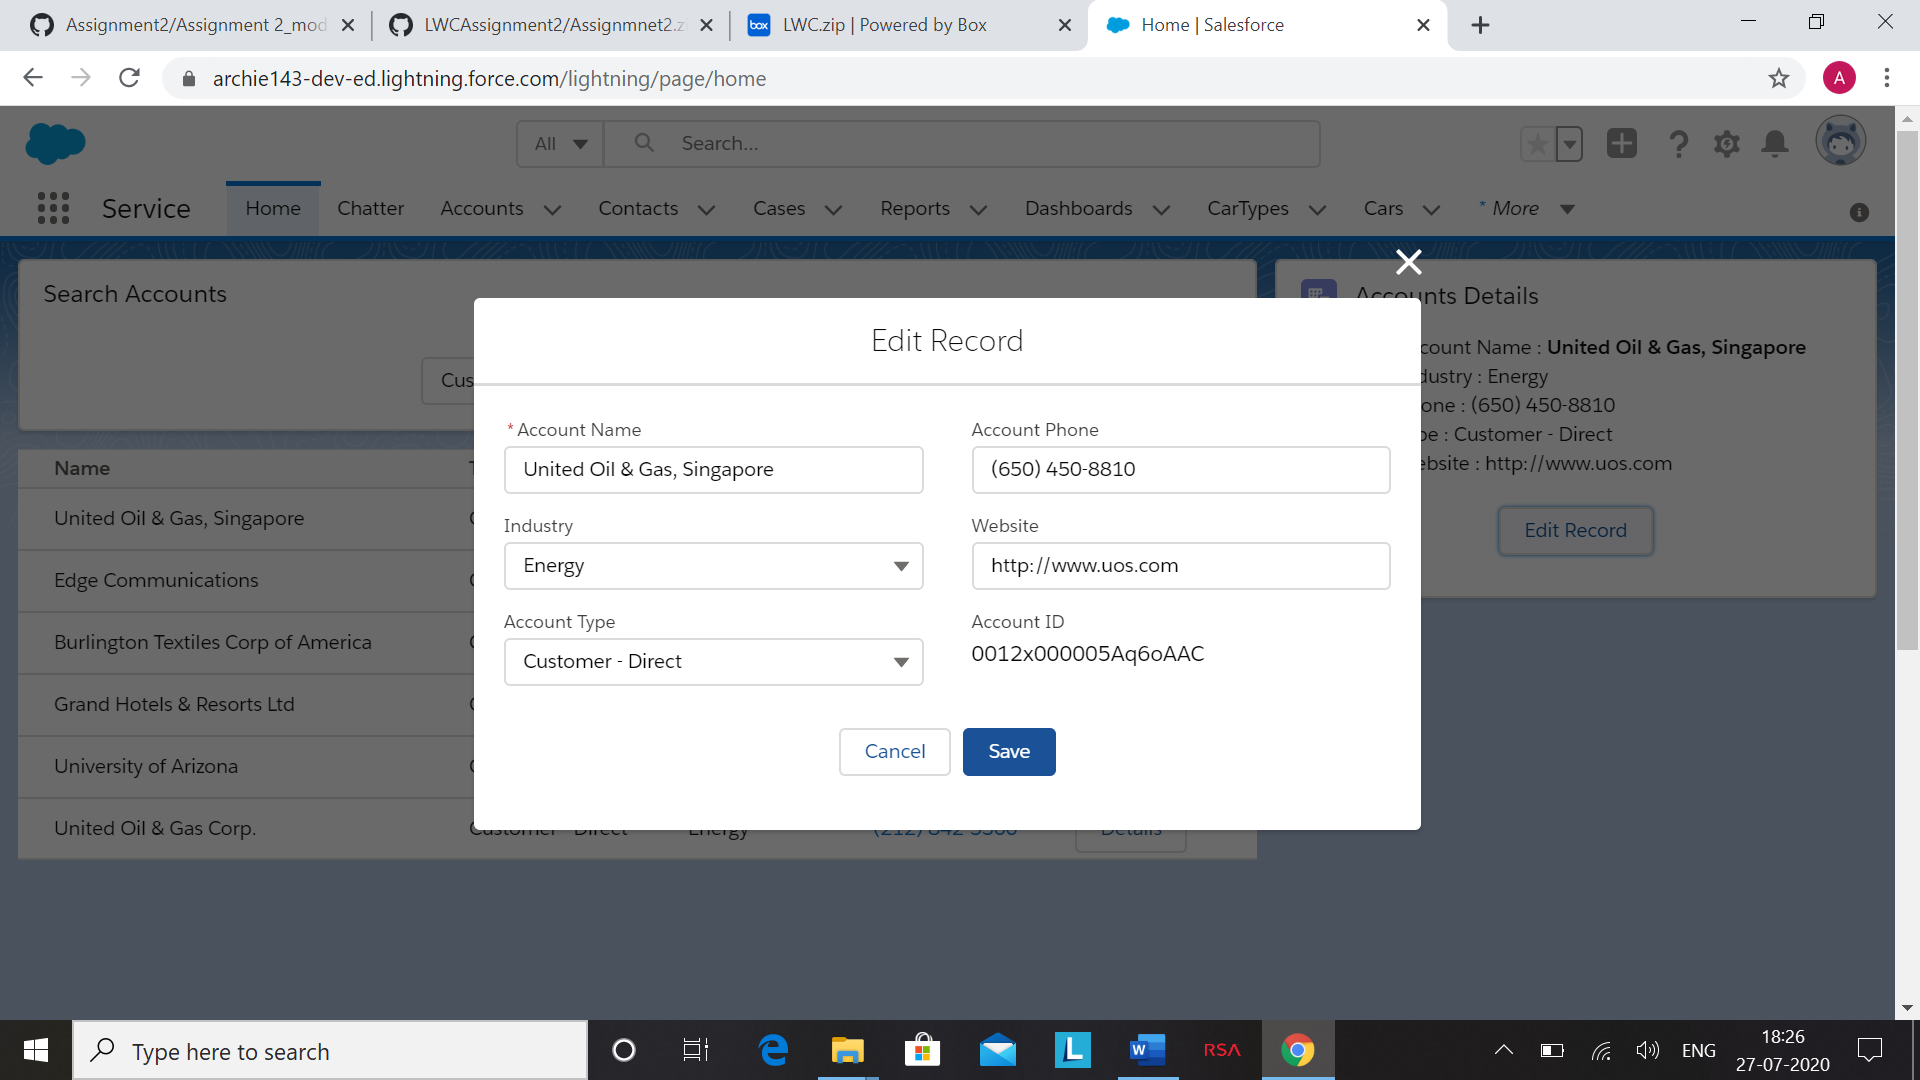 Assignment2/Assignment 2_mod
LWCAssignment2/Assignmnet2.z
box LWC.zip | Powered by Box
Home | Salesforce
archie143-dev-ed.lightning.force.com/lightning/page/home
A
All
Search...
Service
Home
Chatter
Accounts
Contacts
Cases
Reports
Dashboards
CarTypes
Cars
* More
Search Accounts
Cus
Accounts Details
Edit Record
count Name : United Oil & Gas, Singapore
dustry : Energy
one : (650) 450-8810
pe : Customer - Direct
ebsite : http://www.uos.com
Edit Record
* Account Name
United Oil & Gas, Singapore
Account Phone
(650) 450-8810
Industry
Energy
Website
http://www.uos.com
Account Type
Customer - Direct
Account ID
0012x000005Aq6oAAC
Cancel
Save
Name
United Oil & Gas, Singapore
Edge Communications
Burlington Textiles Corp of America
Grand Hotels & Resorts Ltd
University of Arizona
United Oil & Gas Corp.
Customer - Direct
Energy
Details
Type here to search
L
W
RSA
ENG
18:26
27-07-2020